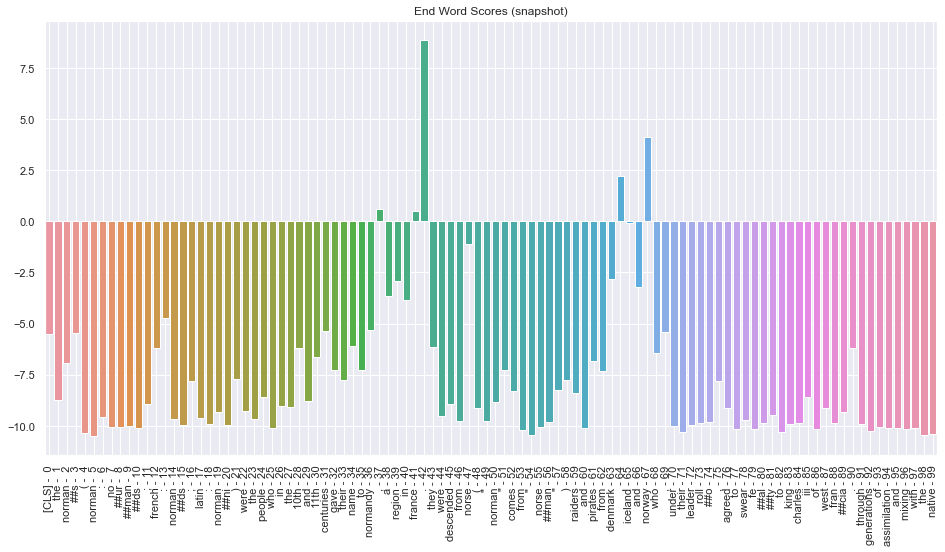 End Word Scores (snapshot)
7.5
5.0
2.5
0.0
−2.5
−5.0
−7.5
−10.0
[CLS] - 0
the - 1
norman - 2
##s - 3
( - 4
norman - 5
: - 6
no - 7
##ur - 8
##man - 9
##ds - 10
; - 11
french - 12
: - 13
norman - 14
##ds - 15
; - 16
latin - 17
: - 18
norman - 19
##ni - 20
) - 21
were - 22
the - 23
people - 24
who - 25
in - 26
the - 27
10th - 28
and - 29
11th - 30
centuries - 31
gave - 32
their - 33
name - 34
to - 35
normandy - 36
, - 37
a - 38
region - 39
in - 40
france - 41
. - 42
they - 43
were - 44
descended - 45
from - 46
norse - 47
( - 48
" - 49
norman - 50
" - 51
comes - 52
from - 53
" - 54
norse - 55
##man - 56
" - 57
) - 58
raiders - 59
and - 60
pirates - 61
from - 62
denmark - 63
, - 64
iceland - 65
and - 66
norway - 67
who - 68
, - 69
under - 70
their - 71
leader - 72
roll - 73
##o - 74
, - 75
agreed - 76
to - 77
swear - 78
fe - 79
##al - 80
##ty - 81
to - 82
king - 83
charles - 84
iii - 85
of - 86
west - 87
fran - 88
##cia - 89
. - 90
through - 91
generations - 92
of - 93
assimilation - 94
and - 95
mixing - 96
with - 97
the - 98
native - 99